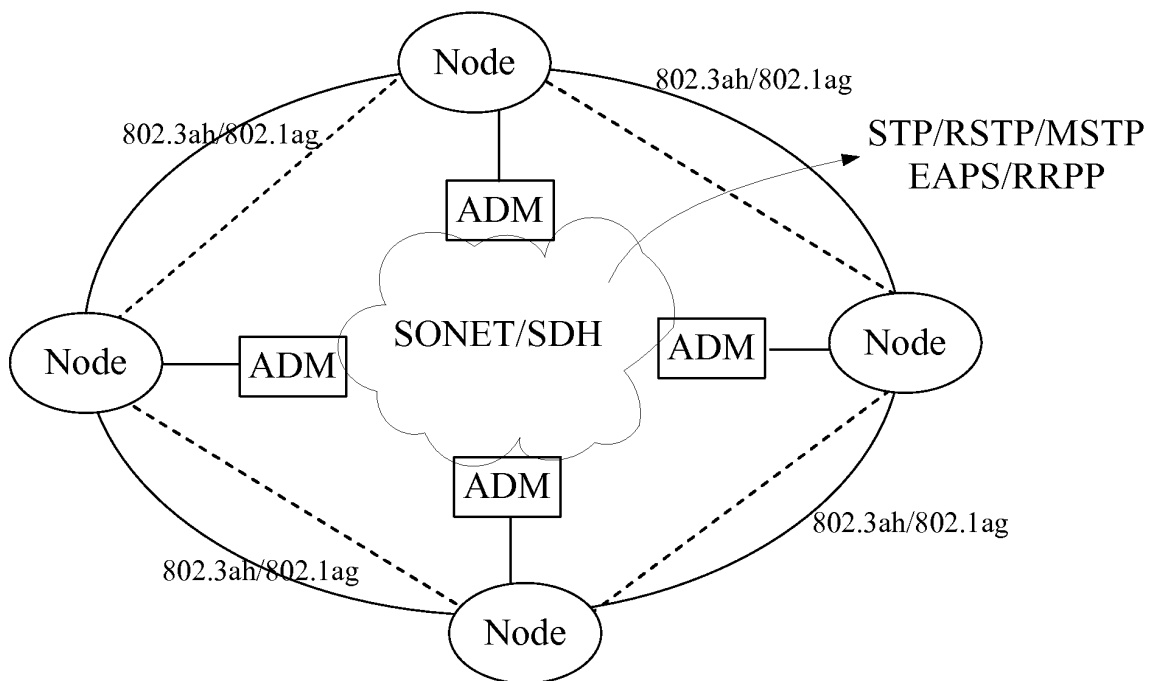 Node
802.3ah/802.1ag
802.3ah/802.1ag
STP/RSTP/MSTP
EAPS/RRPP
ADM
SONET/SDH
Node
ADM
ADM
Node
ADM
802.3ah/802.1ag
802.3ah/802.1ag
Node